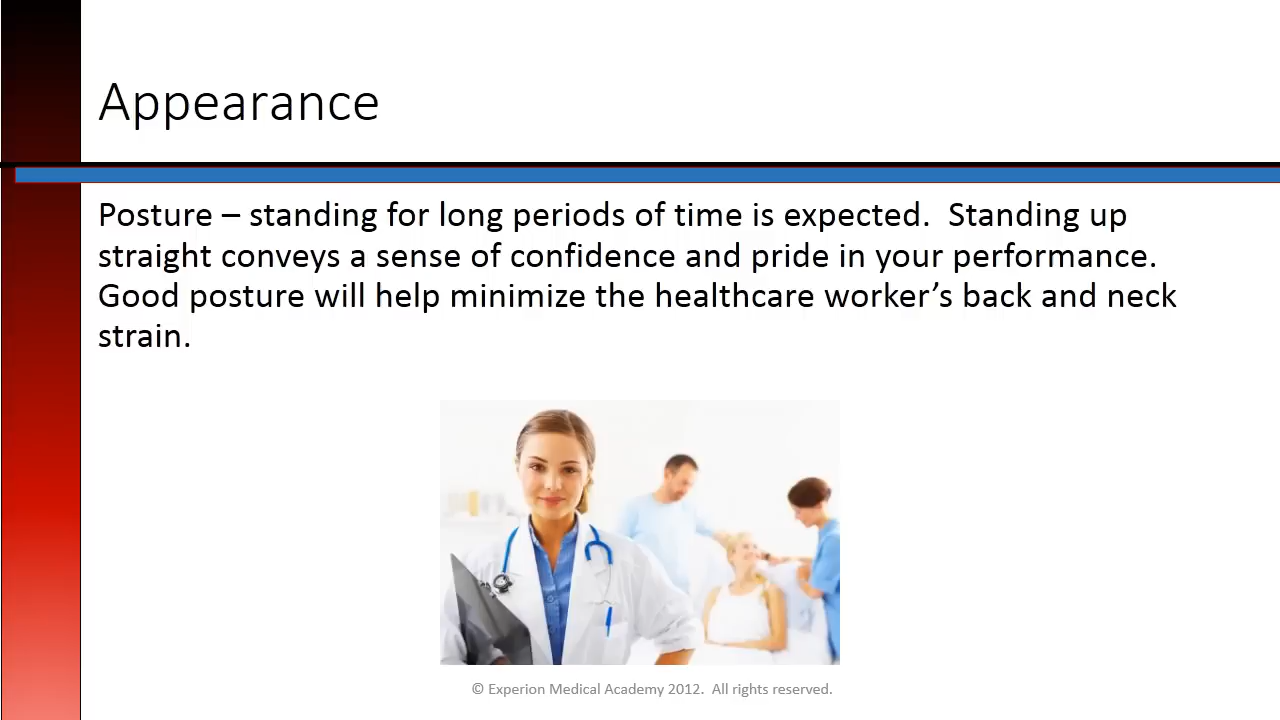 Appearance
Posture – standing for long periods of time is expected.  Standing up
straight conveys a sense of confidence and pride in your performance.
Good posture will help minimize the healthcare worker’s back and neck
strain.
© Experion Medical Academy 2012.  All rights reserved.